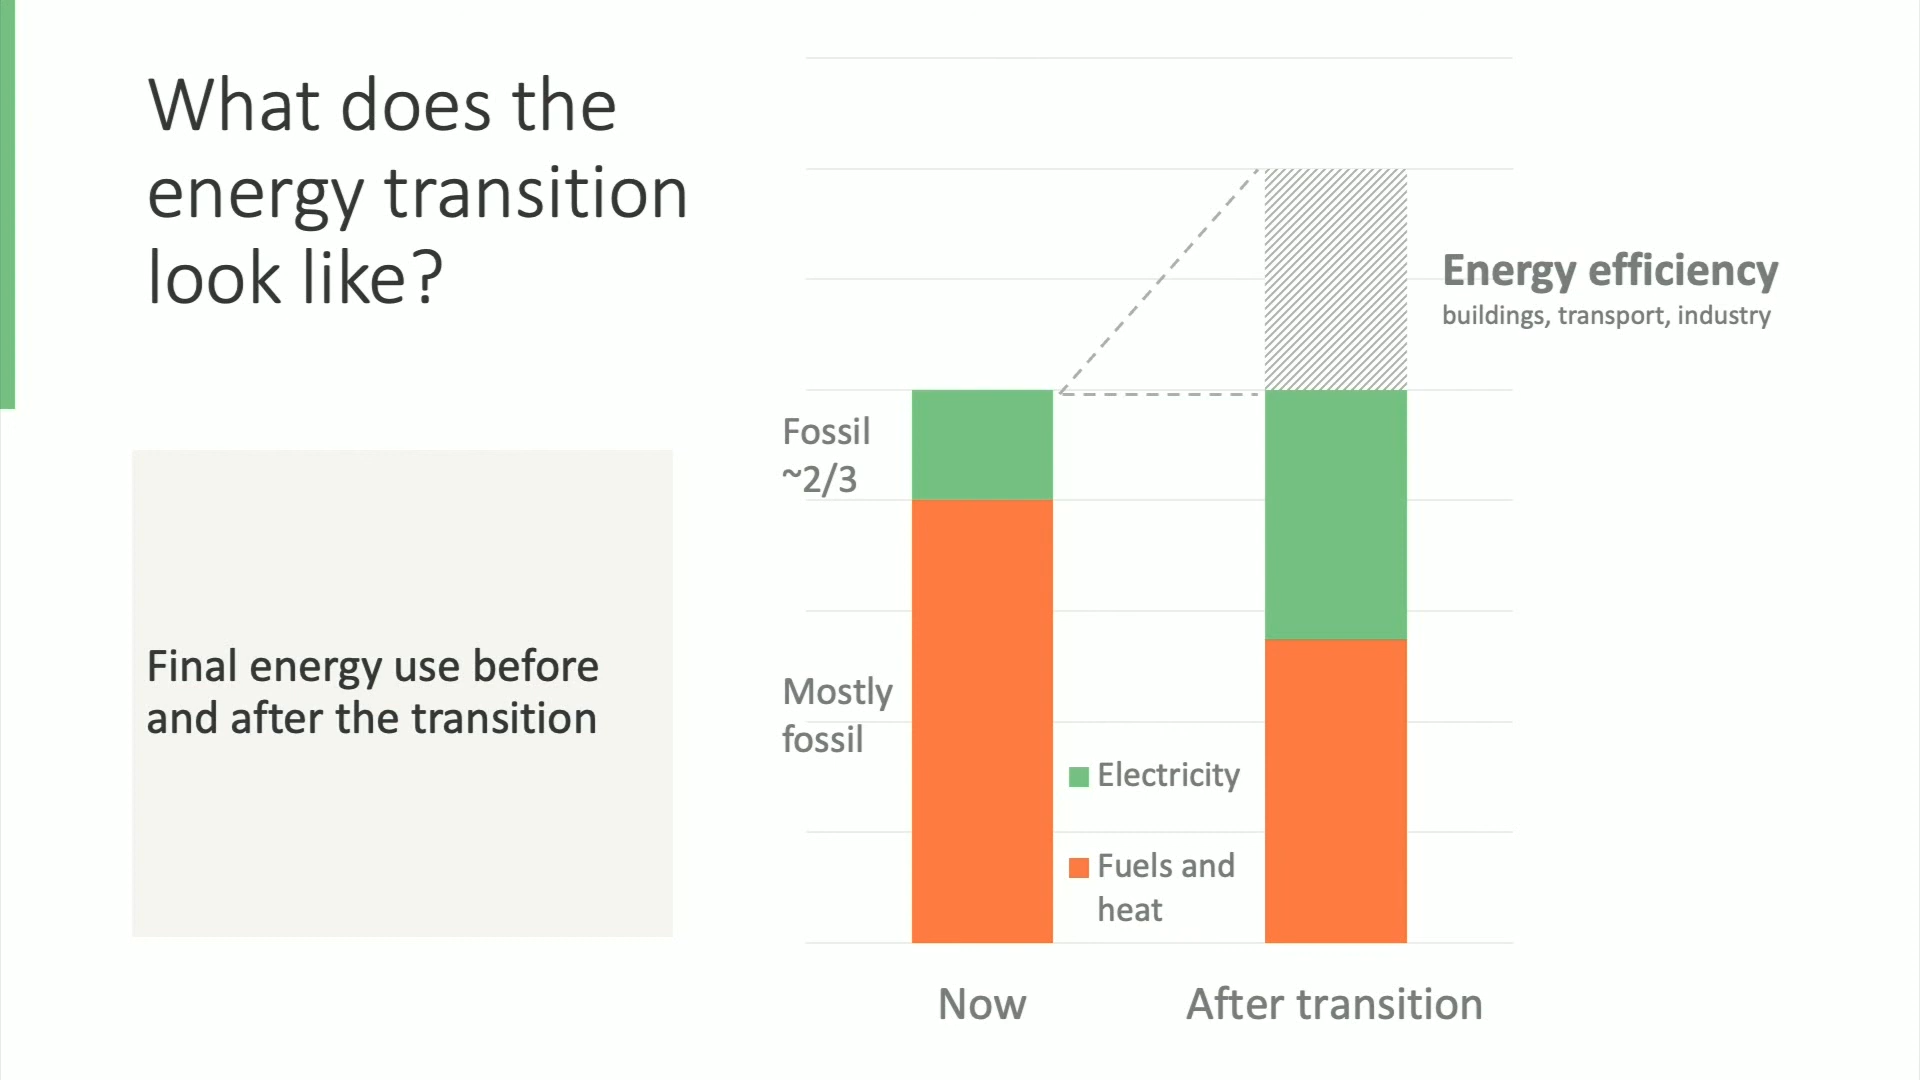 What does the
energy transition
look like?
Final energy use before
and after the transition
Energy efficiency
buildings, transport, industry
Fossil
~2/3
Mostly
fossil
Electricity
Fuels and
heat
Now
After transition